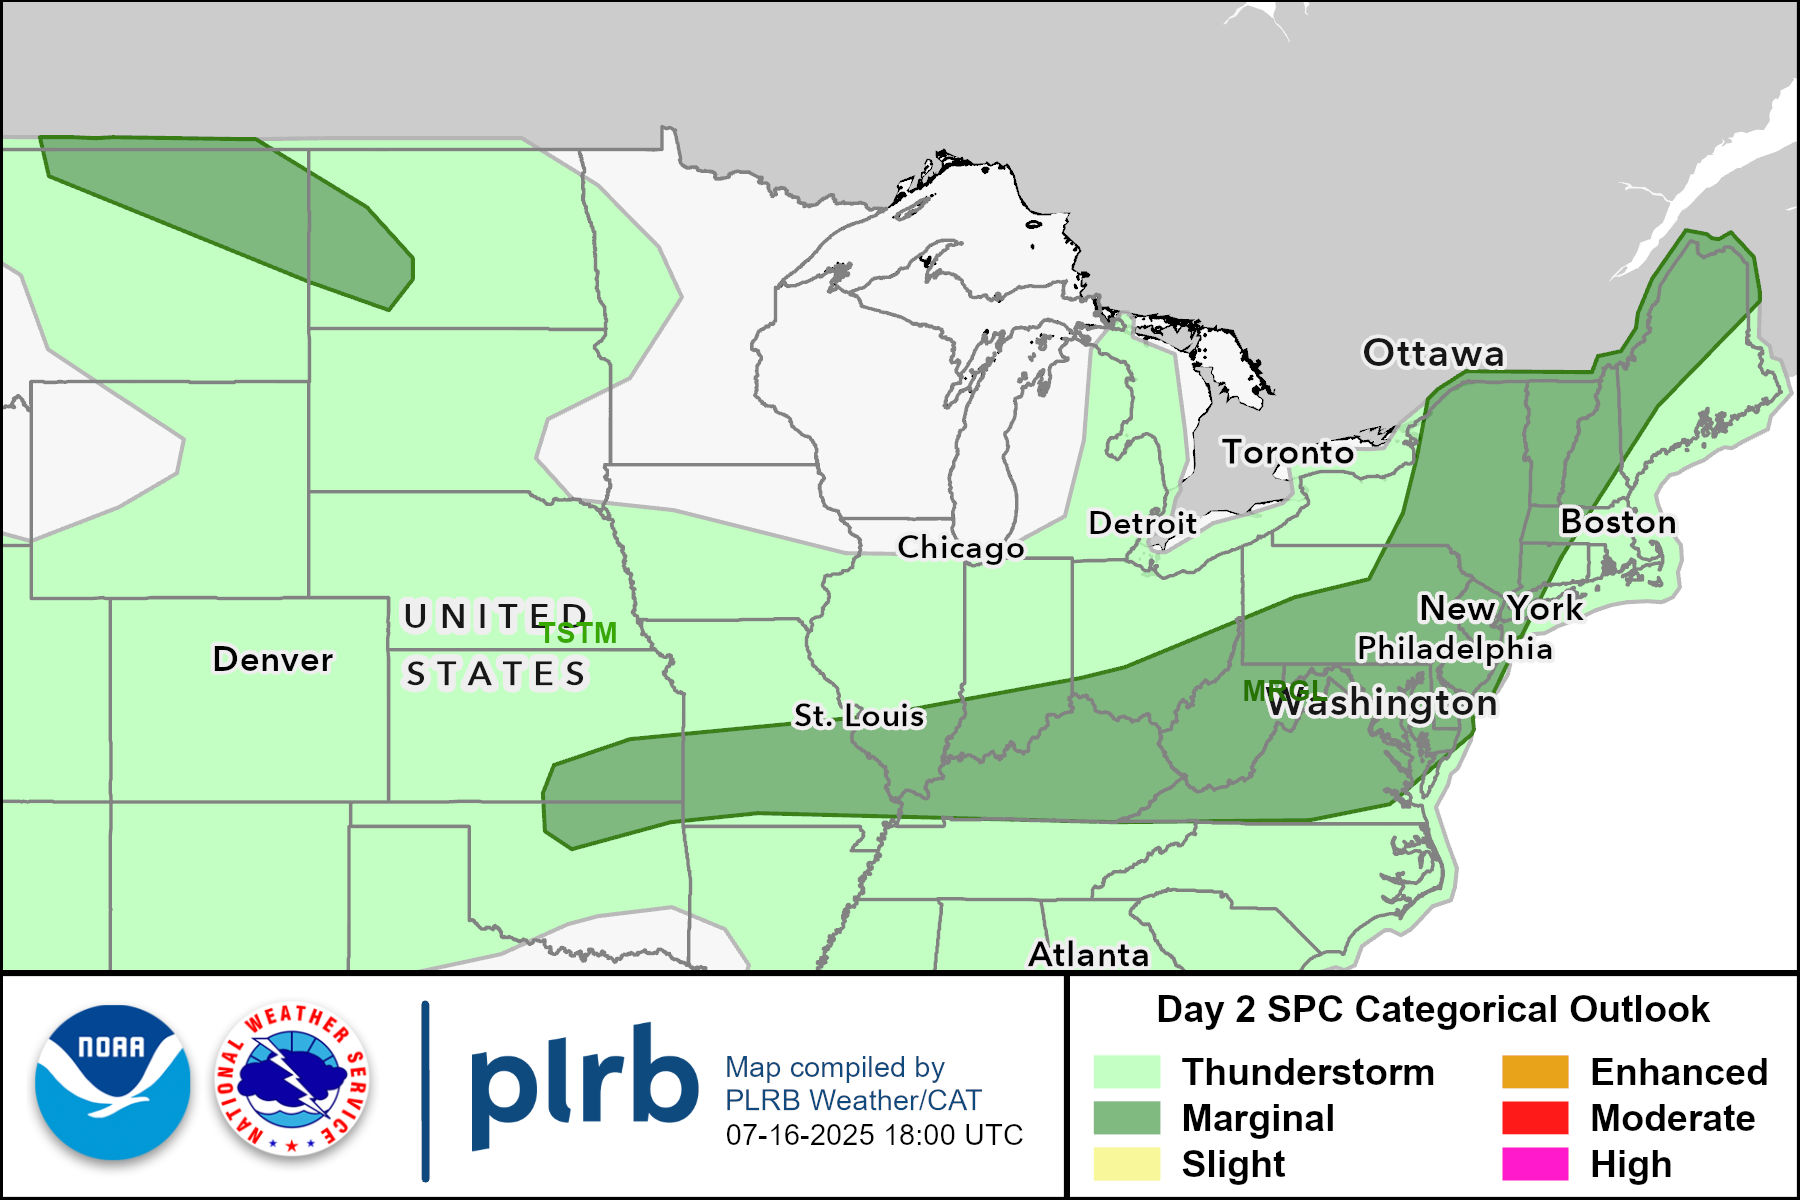 Ottawa
Toronto
Detroit
Boston
Chicago
UNITED
TSTM
STATES
Denver
New York
Philadelphia
MRGL
Washington
St. Louis
Atlanta
NOAA
NATIONAL WEATHER SERVICE
plrb
Map compiled by
PLRB Weather/CAT
07-16-2025 18:00 UTC
Day 2 SPC Categorical Outlook
Thunderstorm
Marginal
Slight
Enhanced
Moderate
High